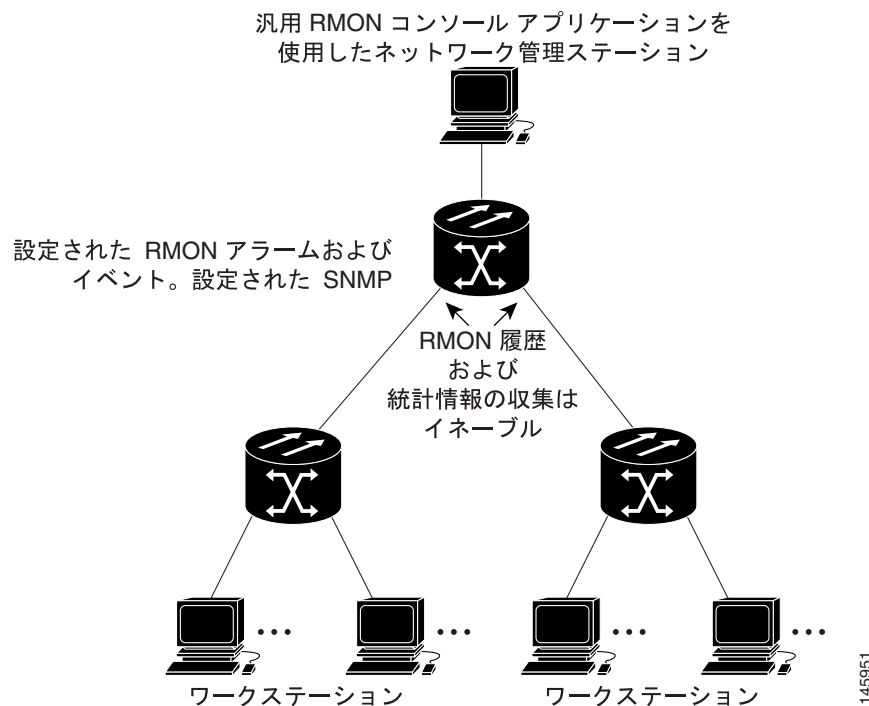 汎用 RMON コンソール アプリケーションを
使用したネットワーク管理ステーション
設定された RMON アラームおよび
イベント。設定された SNMP
RMON 履歴
および
統計情報の収集は
イネーブル
ワークステーション
ワークステーション
145951